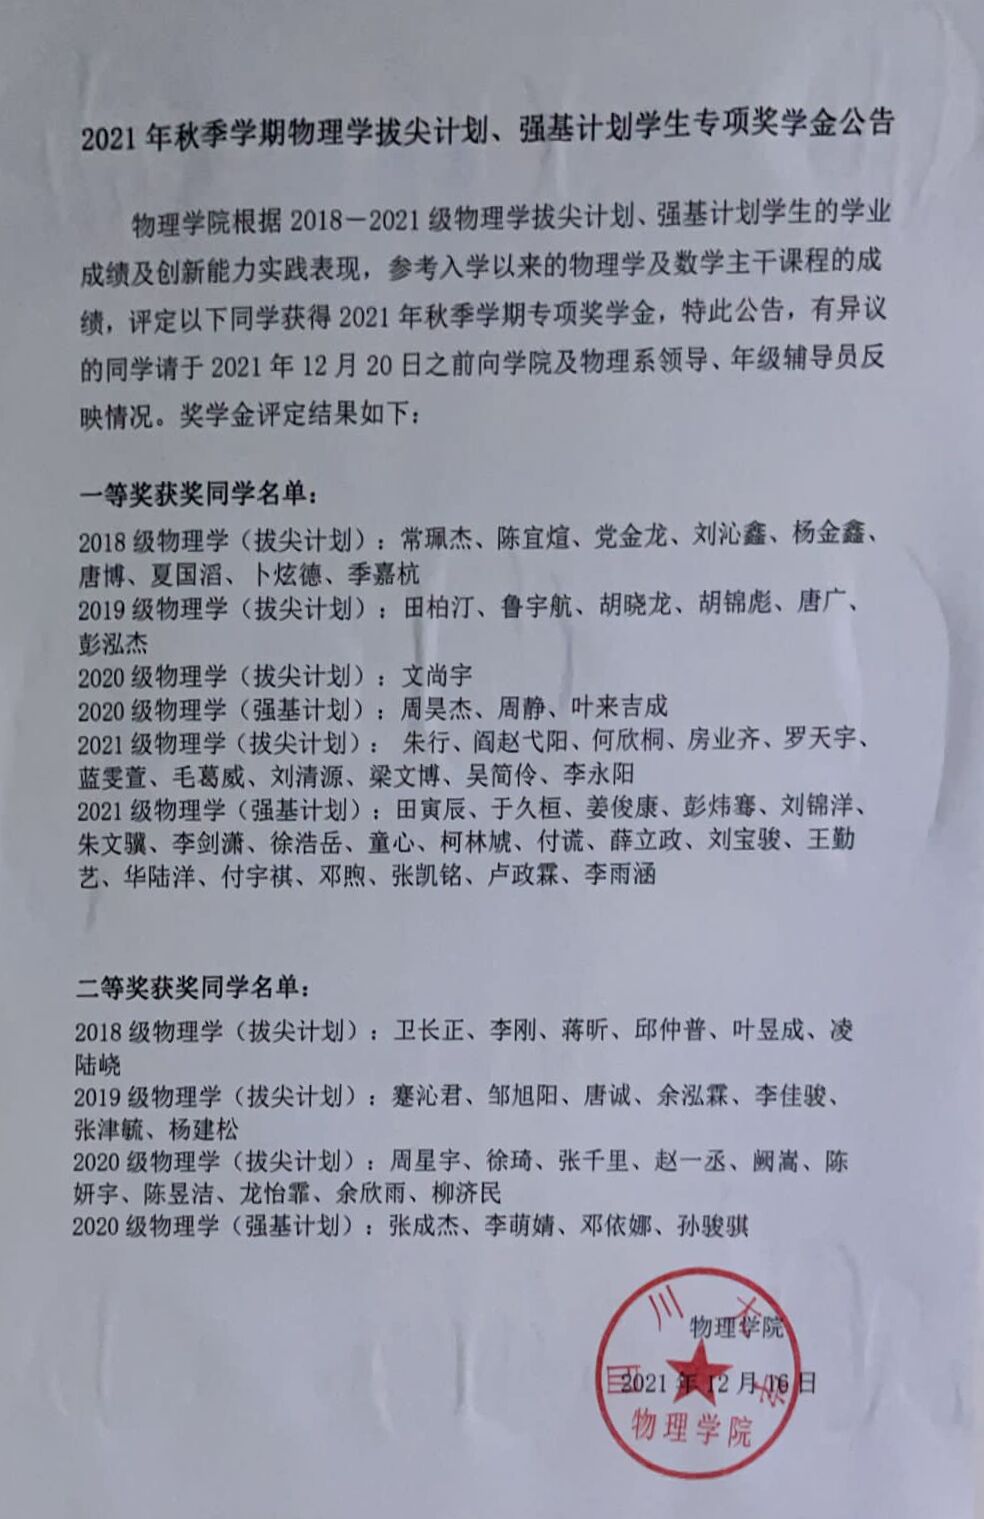 2021 年秋季学期物理学拔尖计划、强基计划学生专项奖学金公告
物理学院根据 2018－2021 级物理学拔尖计划、强基计划学生的学业
成绩及创新能力实践表现，参考入学以来的物理学及数学主干课程的成
绩，评定以下同学获得 2021 年秋季学期专项奖学金，特此公告，有异议
的同学请于 2021 年 12 月 20 日之前向学院及物理系领导、年级辅导员反
映情况。奖学金评定结果如下：
一等奖获奖同学名单：
2018 级物理学（拔尖计划）：常珮杰、陈宜煊、党金龙、刘沁鑫、杨金鑫、
唐博、夏国滔、卜炫德、季嘉杭
2019 级物理学（拔尖计划）：田柏汀、鲁宇航、胡晓龙、胡锦彪、唐广、
彭泓杰
2020 级物理学（拔尖计划）：文尚宇
2020 级物理学（强基计划）：周昊杰、周静、叶来吉成
2021 级物理学（拔尖计划）： 朱行、阎赵弋阳、何欣桐、房业齐、罗天宇、
蓝雯萱、毛葛威、刘清源、梁文博、吴简伶、李永阳
2021 级物理学（强基计划）：田寅辰、于久桓、姜俊康、彭炜骞、刘锦洋、
朱文骥、李剑潇、徐浩岳、童心、柯林虓、付谎、薛立政、刘宝骏、王勤
艺、华陆洋、付宇祺、邓煦、张凯铭、卢政霖、李雨涵
二等奖获奖同学名单：
2018 级物理学（拔尖计划）：卫长正、李刚、蒋昕、邱仲普、叶昱成、凌
陆峣
2019 级物理学（拔尖计划）：蹇沁君、邹旭阳、唐诚、余泓霖、李佳骏、
张津毓、杨建松
2020 级物理学（拔尖计划）：周星宇、徐琦、张千里、赵一丞、阙嵩、陈
妍宇、陈昱洁、龙怡霏、余欣雨、柳济民
2020 级物理学（强基计划）：张成杰、李萌婧、邓依娜、孙骏骐
物理学院
2021 年 12 月 16 日
四川大学
物理学院